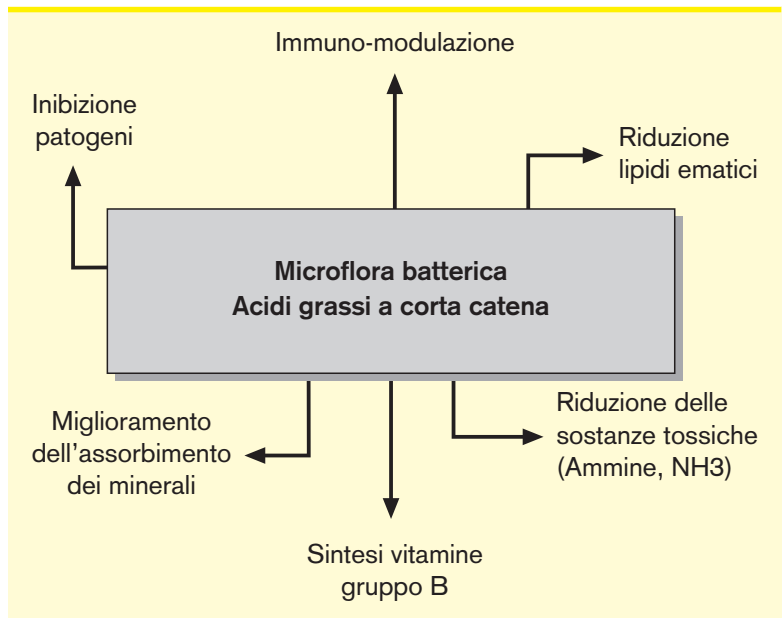 Immuno-modulazione
Inibizione
patogeni
Riduzione
lipidi ematici
Microflora batterica
Acidi grassi a corta catena
Miglioramento
dell'assorbimento
dei minerali
Riduzione delle
sostanze tossiche
(Ammine, NH3)
Sintesi vitamine
gruppo B